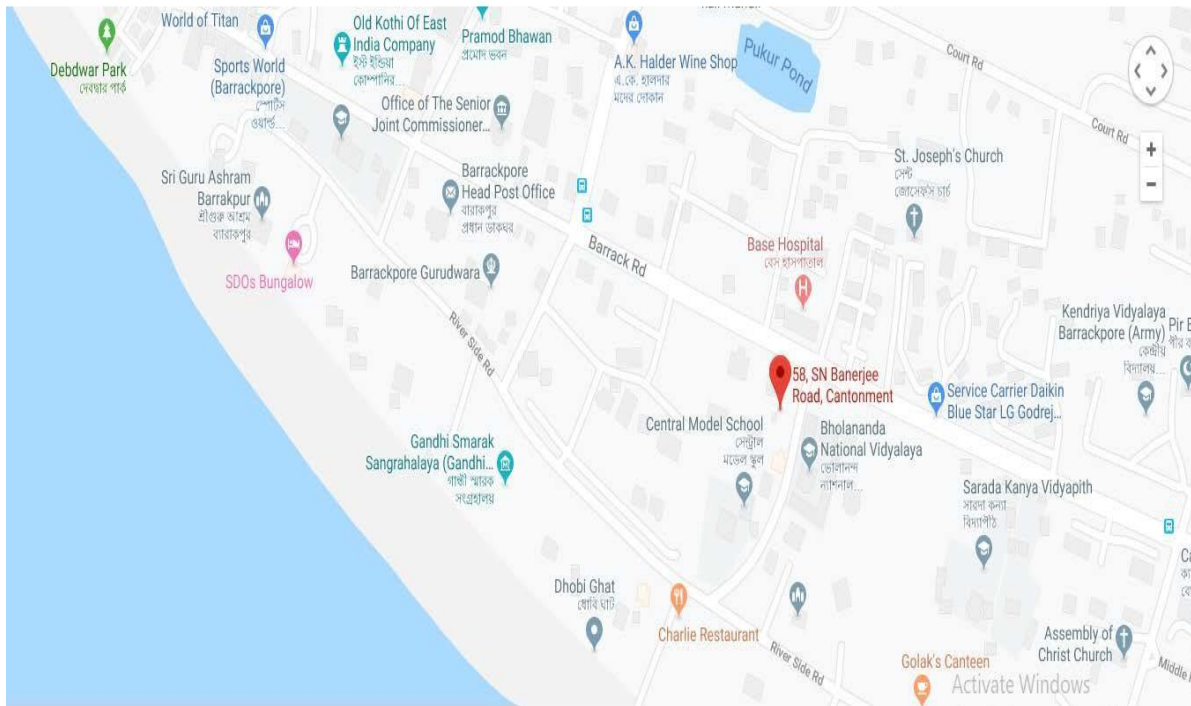 World of Titan
Debdwar Park
দেবদ্বার পার্ক
Sports World
(Barrackpore)
স্পোর্টস
ওয়ার্ল্ড...
Old Kothi Of East
India Company
ইস্ট ইন্ডিয়া
কোম্পানির...
Pramod Bhawan
প্রমোদ ভবন
A.K. Halder Wine Shop
এ.কে. হালদার
মদের দোকান
Pukur Pond
Court Rd
Court Rd
Office of The Senior
Joint Commissioner...
Sri Guru Ashram
Barrakpur
শ্রীগুরু আশ্রম
ব্যারাকপুর
Barrackpore
Head Post Office
বারাকপুর
প্রধান ডাকঘর
St. Joseph's Church
সেন্ট
জোসেফস চার্চ
SDOs Bungalow
Barrackpore Gurudwara
Barrack Rd
Base Hospital
বেস হাসপাতাল
River Side Rd
Kendriya Vidyalaya
Barrackpore (Army)
কেন্দ্রীয়
বিদ্যালয়...
58, SN Banerjee
Road, Cantonment
Service Carrier Daikin
Blue Star LG Godrej...
Central Model School
সেন্ট্রাল
মডেল স্কুল
Bholananda
National Vidyalaya
ভোলানন্দ
ন্যাশনাল...
Gandhi Smarak
Sangrahalaya (Gandhi...
গান্ধী স্মারক
সংগ্রহালয়
Sarada Kanya Vidyapith
সারদা কন্যা
বিদ্যাপীঠ
Dhobi Ghat
ধোবি ঘাট
Charlie Restaurant
River Side Rd
Assembly of
Christ Church
Golak's Canteen
Middle
Activate Windows